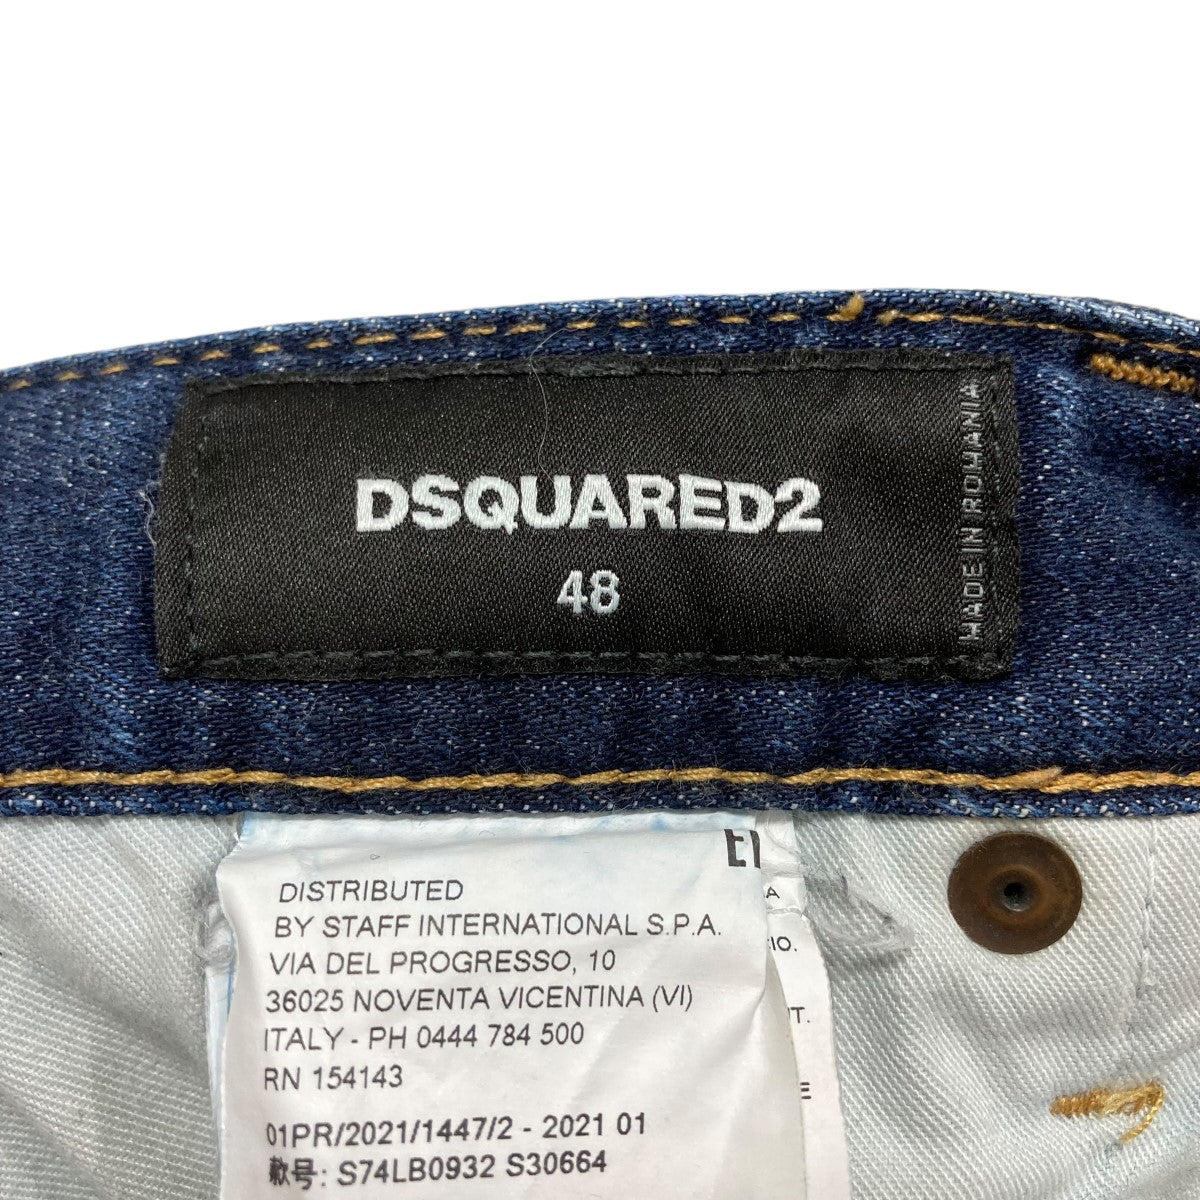 DSQUARED2
48
MADE IN ROMANIA
DISTRIBUTED
BY STAFF INTERNATIONAL S.P.A.
VIA DEL PROGRESSO, 10
36025 NOVENTA VICENTINA (VI)
ITALY - PH 0444 784 500
RN 154143
01PR/2021/1447/2 - 2021 01
款号: S74LB0932 S30664